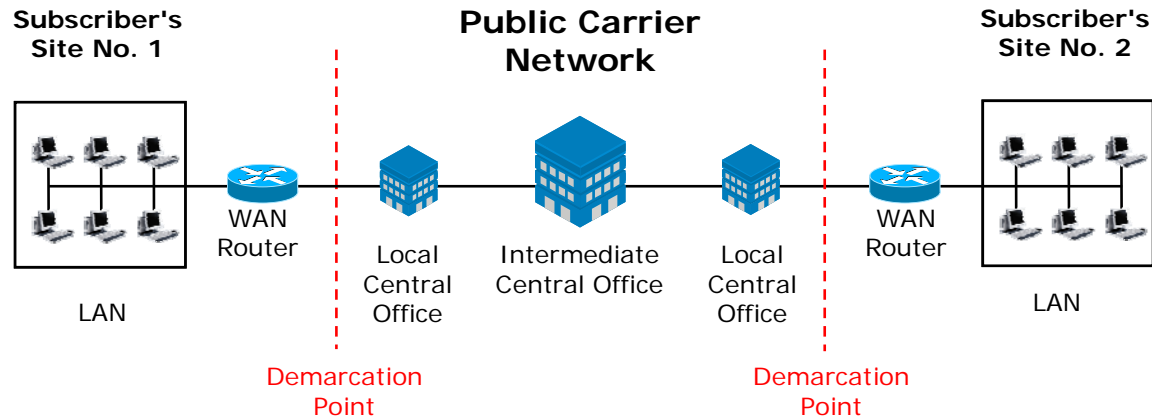 Subscriber's
Site No. 1
Public Carrier
Network
Subscriber's
Site No. 2
WAN
Router
Local
Central
Office
Intermediate
Central Office
Local
Central
Office
WAN
Router
LAN
LAN
Demarcation
Point
Demarcation
Point